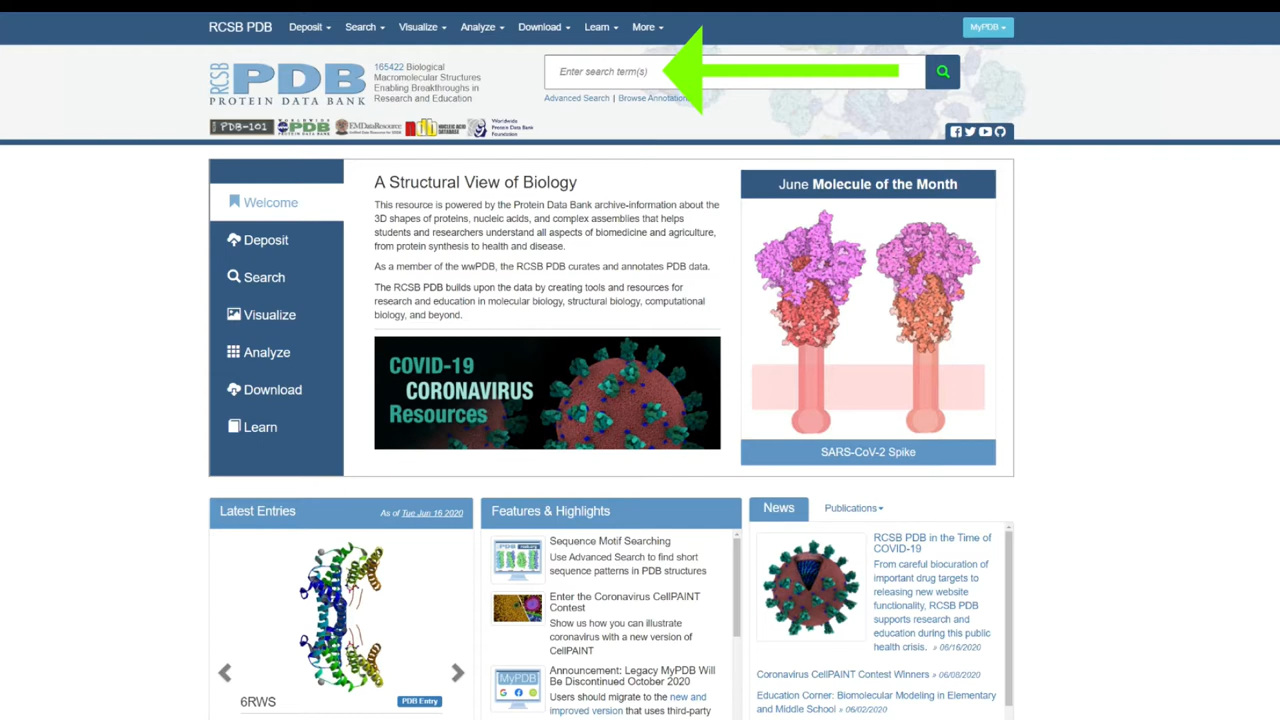 RCSB PDB Deposit Search Visualize Analyze Download Learn More MyPDB
RCSB PDB
PROTEIN DATA BANK
165422 Biological
Macromolecular Structures
Enabling Breakthroughs in
Research and Education
Enter search term(s)
Advanced Search | Browse Annotations
PDB-101
WORLDWIDE
PDB
EMDataResource
NUCLEIC ACID
DATABASE
Worldwide
Protein Data Bank
Foundation
Welcome
Deposit
Search
Visualize
Analyze
Download
Learn
A Structural View of Biology
This resource is powered by the Protein Data Bank archive-information about the
3D shapes of proteins, nucleic acids, and complex assemblies that helps
students and researchers understand all aspects of biomedicine and agriculture,
from protein synthesis to health and disease.
As a member of the wwPDB, the RCSB PDB curates and annotates PDB data.
The RCSB PDB builds upon the data by creating tools and resources for
research and education in molecular biology, structural biology, computational
biology, and beyond.
COVID-19
CORONAVIRUS
Resources
June Molecule of the Month
SARS-CoV-2 Spike
Latest Entries As of Tue Jun 16 2020
6RWS PDB Entry
Features & Highlights
Sequence Motif Searching
Use Advanced Search to find short
sequence patterns in PDB structures
Enter the Coronavirus CellPAINT
Contest
Show us how you can illustrate
coronavirus with a new version of
CellPAINT
MyPDB
Announcement: Legacy MyPDB Will
Be Discontinued October 2020
Users should migrate to the new and
improved version that uses third-party
News Publications
RCSB PDB in the Time of
COVID-19
From careful biocuration of
important drug targets to
releasing new website
functionality, RCSB PDB
supports research and
education during this public
health crisis. » 06/16/2020
Coronavirus CellPAINT Contest Winners » 06/08/2020
Education Corner: Biomolecular Modeling in Elementary
and Middle School » 06/02/2020